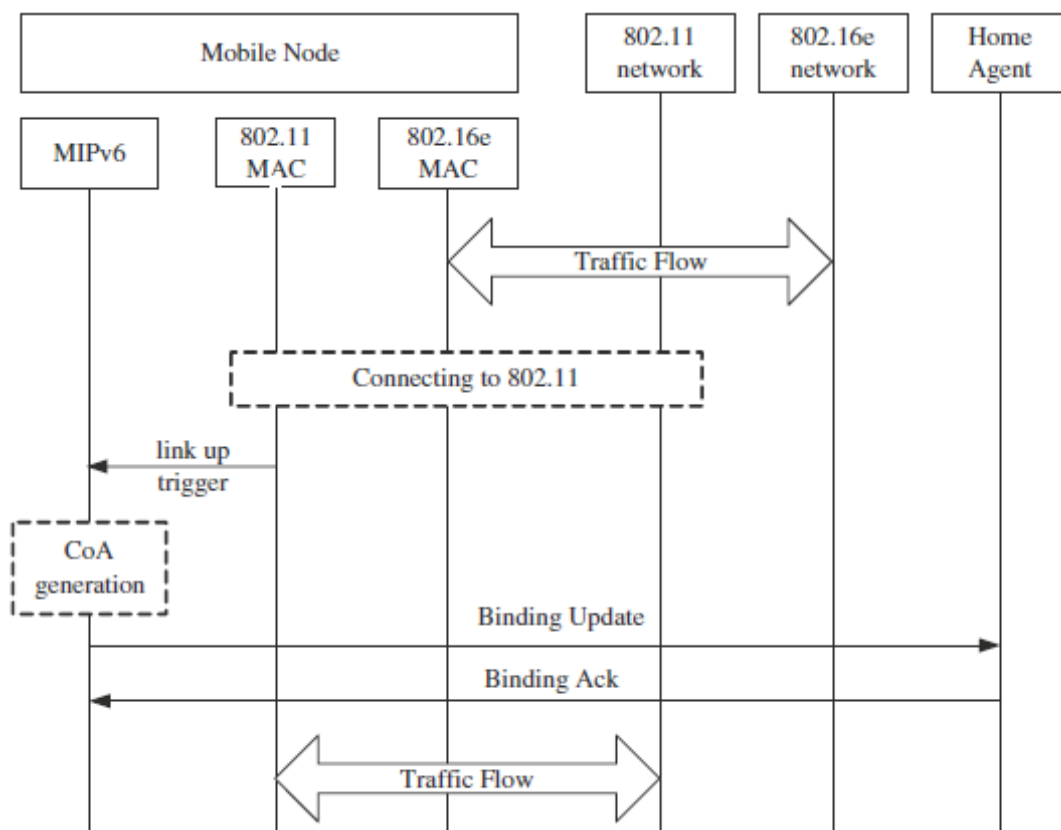 Mobile Node
802.11
network
802.16e
network
Home
Agent
MIPv6
802.11
MAC
802.16e
MAC
Traffic Flow
Connecting to 802.11
link up
trigger
CoA
generation
Binding Update
Binding Ack
Traffic Flow